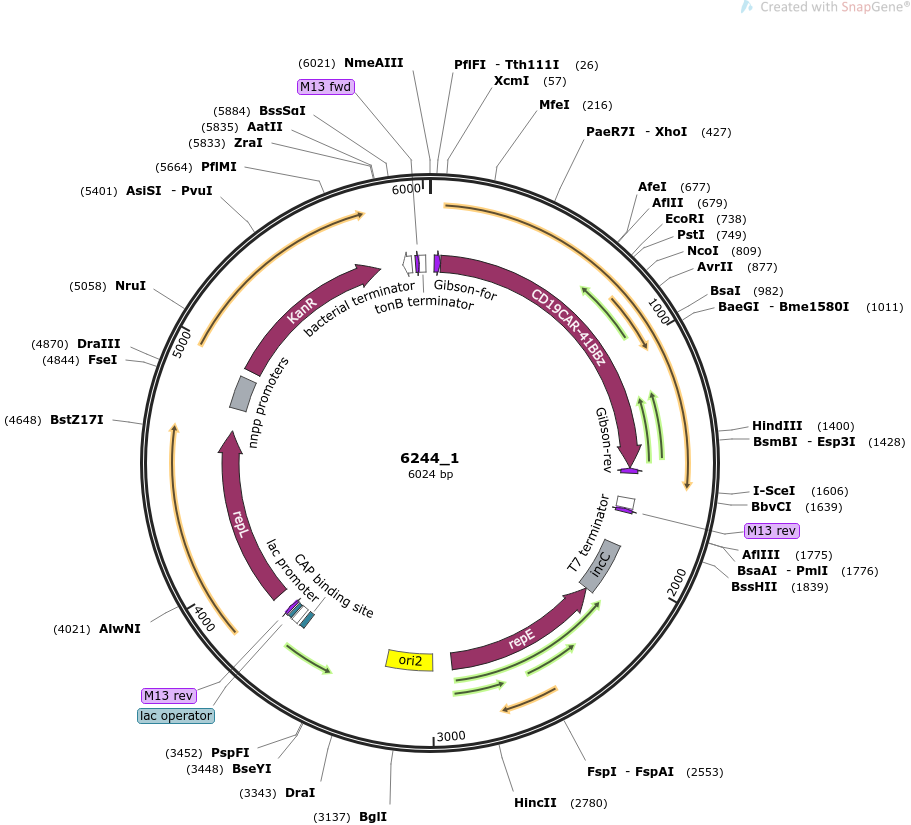 Created with SnapGene®
(6021) NmeAIII
M13 fwd
(5884) BssSαI
(5835) AatII
(5833) ZraI
(5664) PflMI
(5401) AsiSI - PvuI
(5058) NruI
(4870) DraIII
(4844) FseI
(4648) BstZ17I
(4021) AlwNI
M13 rev
lac operator
(3452) PspFI
(3448) BseYI
(3343) DraI
(3137) BglI
PflFI - Tth111I (26)
XcmI (57)
MfeI (216)
PaeR7I - XhoI (427)
AfeI (677)
AflII (679)
EcoRI (738)
PstI (749)
NcoI (809)
AvrII (877)
BsaI (982)
BaeGI - Bme1580I (1011)
HindIII (1400)
BsmBI - Esp3I (1428)
I-SceI (1606)
BbvCI (1639)
M13 rev
AflIII (1775)
BsaAI - PmlI (1776)
BssHII (1839)
FspI - FspAI (2553)
HincII (2780)
6000
1000
2000
3000
4000
5000
KanR
bacterial terminator
tonB terminator
Gibson-for
CD19CAR-41BBz
Gibson-rev
T7 terminator
incC
repE
ori2
CAP binding site
lac promoter
repL
nnpp promoters
6244_1
6024 bp